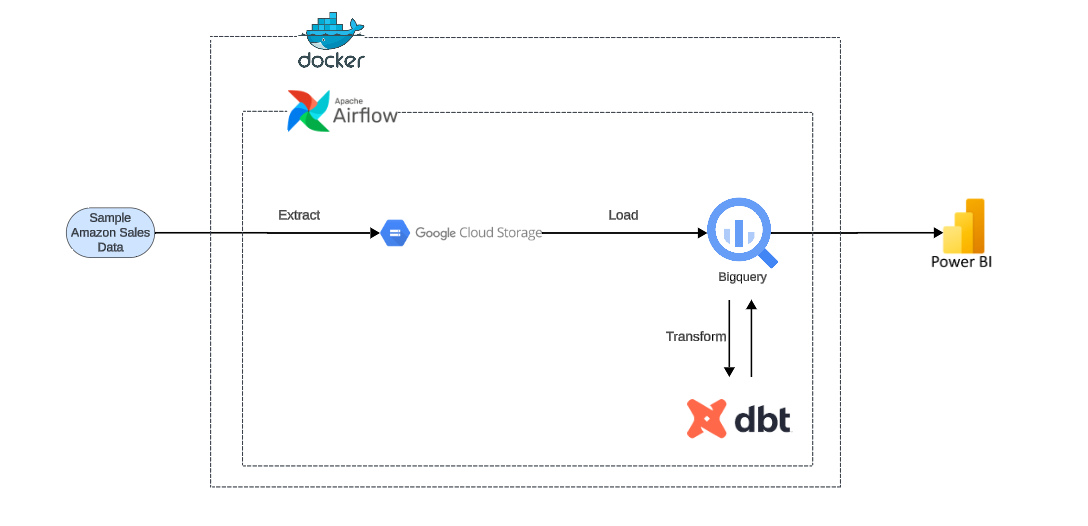 docker
Apache
Airflow
Sample
Amazon Sales
Data
Extract
Google Cloud Storage
Load
Bigquery
Power BI
Transform
dbt